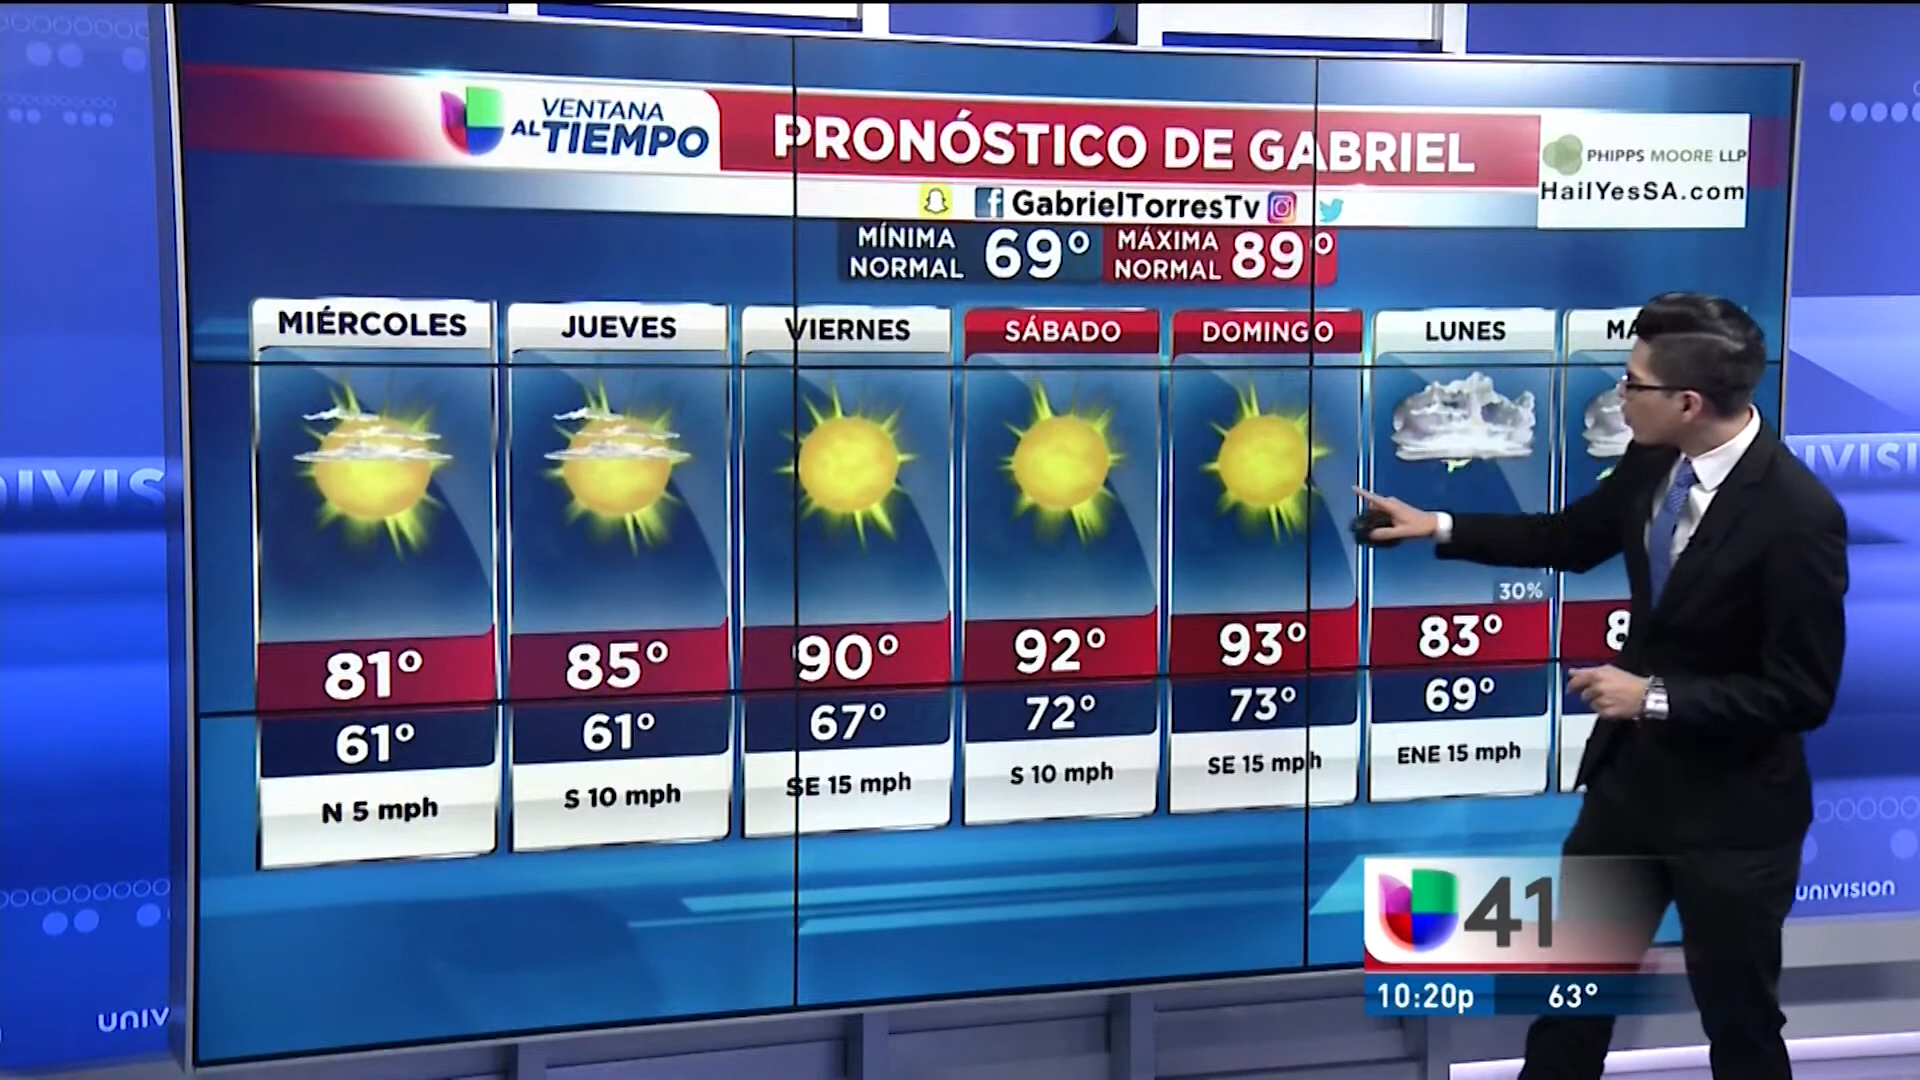 VENTANA
AL TIEMPO
PRONÓSTICO DE GABRIEL
PHIPPS MOORE LLP
HailYesSA.com
GabrielTorresTv
MÍNIMA
NORMAL
69°
MÁXIMA
NORMAL
89°
MIÉRCOLES
JUEVES
VIERNES
SÁBADO
DOMINGO
LUNES
30%
81°
85°
90°
92°
93°
83°
61°
61°
67°
72°
73°
69°
N 5 mph
S 10 mph
SE 15 mph
S 10 mph
SE 15 mph
ENE 15 mph
41
10:20p 63°
UNIVISION